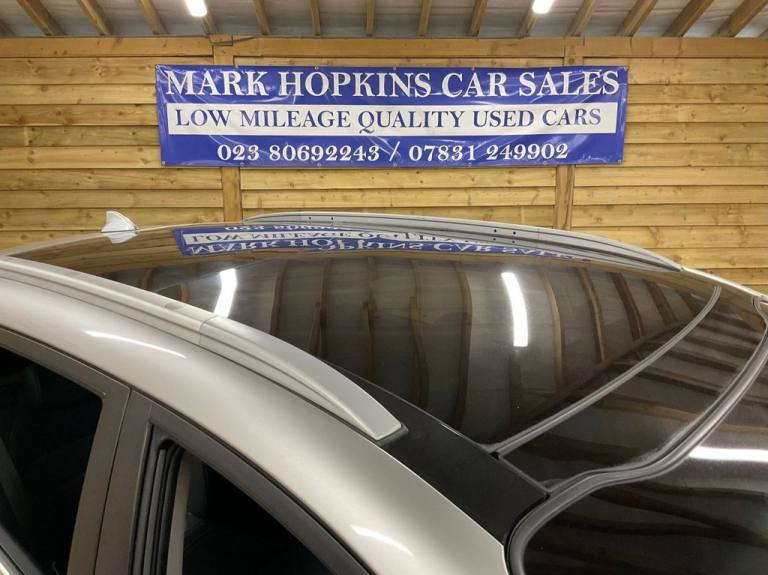 MARK HOPKINS CAR SALES
LOW MILEAGE QUALITY USED CARS
023 80692243 / 07831 249902